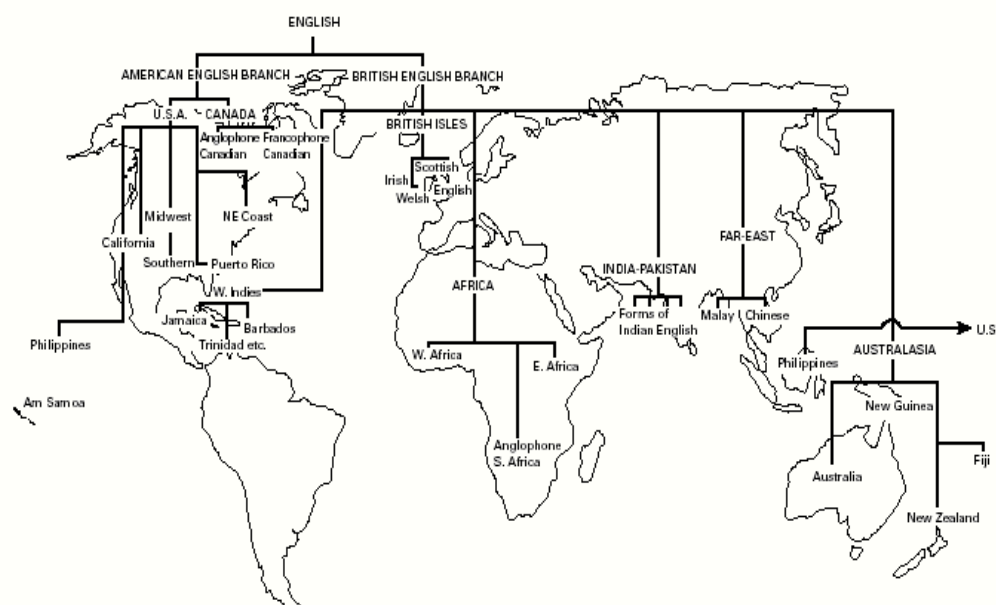 ENGLISH
AMERICAN ENGLISH BRANCH
BRITISH ENGLISH BRANCH
U.S.A.
CANADA
BRITISH ISLES
Anglophone
Canadian
Francophone
Canadian
Scottish
Irish
English
Welsh
Midwest
NE Coast
California
Southern
Puerto Rico
W. Indies
Jamaica
Barbados
Trinidad etc.
Philippines
Am Samoa
AFRICA
W. Africa
E. Africa
Anglophone
S. Africa
INDIA-PAKISTAN
Forms of
Indian English
FAR-EAST
Malay
Chinese
Philippines
U.S
AUSTRALASIA
New Guinea
Australia
Fiji
New Zealand